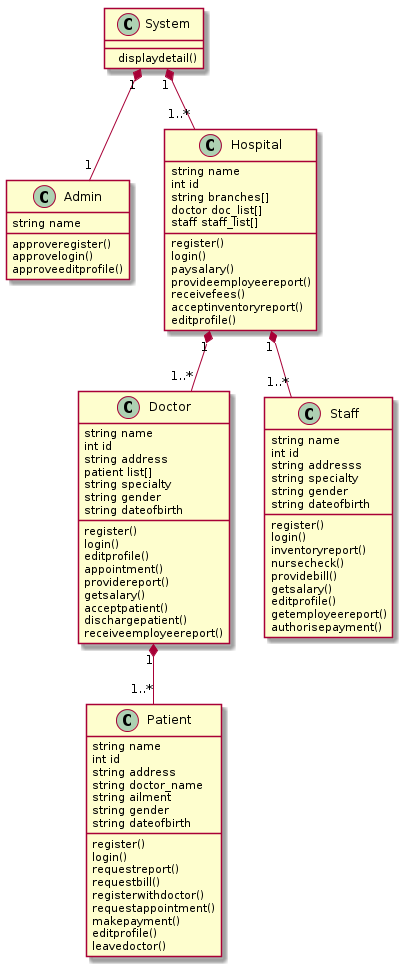 C System
displaydetail()
1
1
1
1..*
C Admin
string name
approveregister()
approvelogin()
approveeditprofile()
C Hospital
string name
int id
string branches[]
doctor doc_list[]
staff staff_list[]
register()
login()
paysalary()
provideemployeereport()
receivefees()
acceptinventoryreport()
editprofile()
1
1
1..*
1..*
C Doctor
string name
int id
string address
patient list[]
string specialty
string gender
string dateofbirth
register()
login()
editprofile()
appointment()
providereport()
getsalary()
acceptpatient()
dischargepatient()
receiveemployeereport()
C Staff
string name
int id
string addresss
string specialty
string gender
string dateofbirth
register()
login()
inventoryreport()
nursecheck()
providebill()
getsalary()
editprofile()
getemployeereport()
authorisepayment()
1
1..*
C Patient
string name
int id
string address
string doctor_name
string ailment
string gender
string dateofbirth
register()
login()
requestreport()
requestbill()
registerwithdoctor()
requestappointment()
makepayment()
editprofile()
leavedoctor()